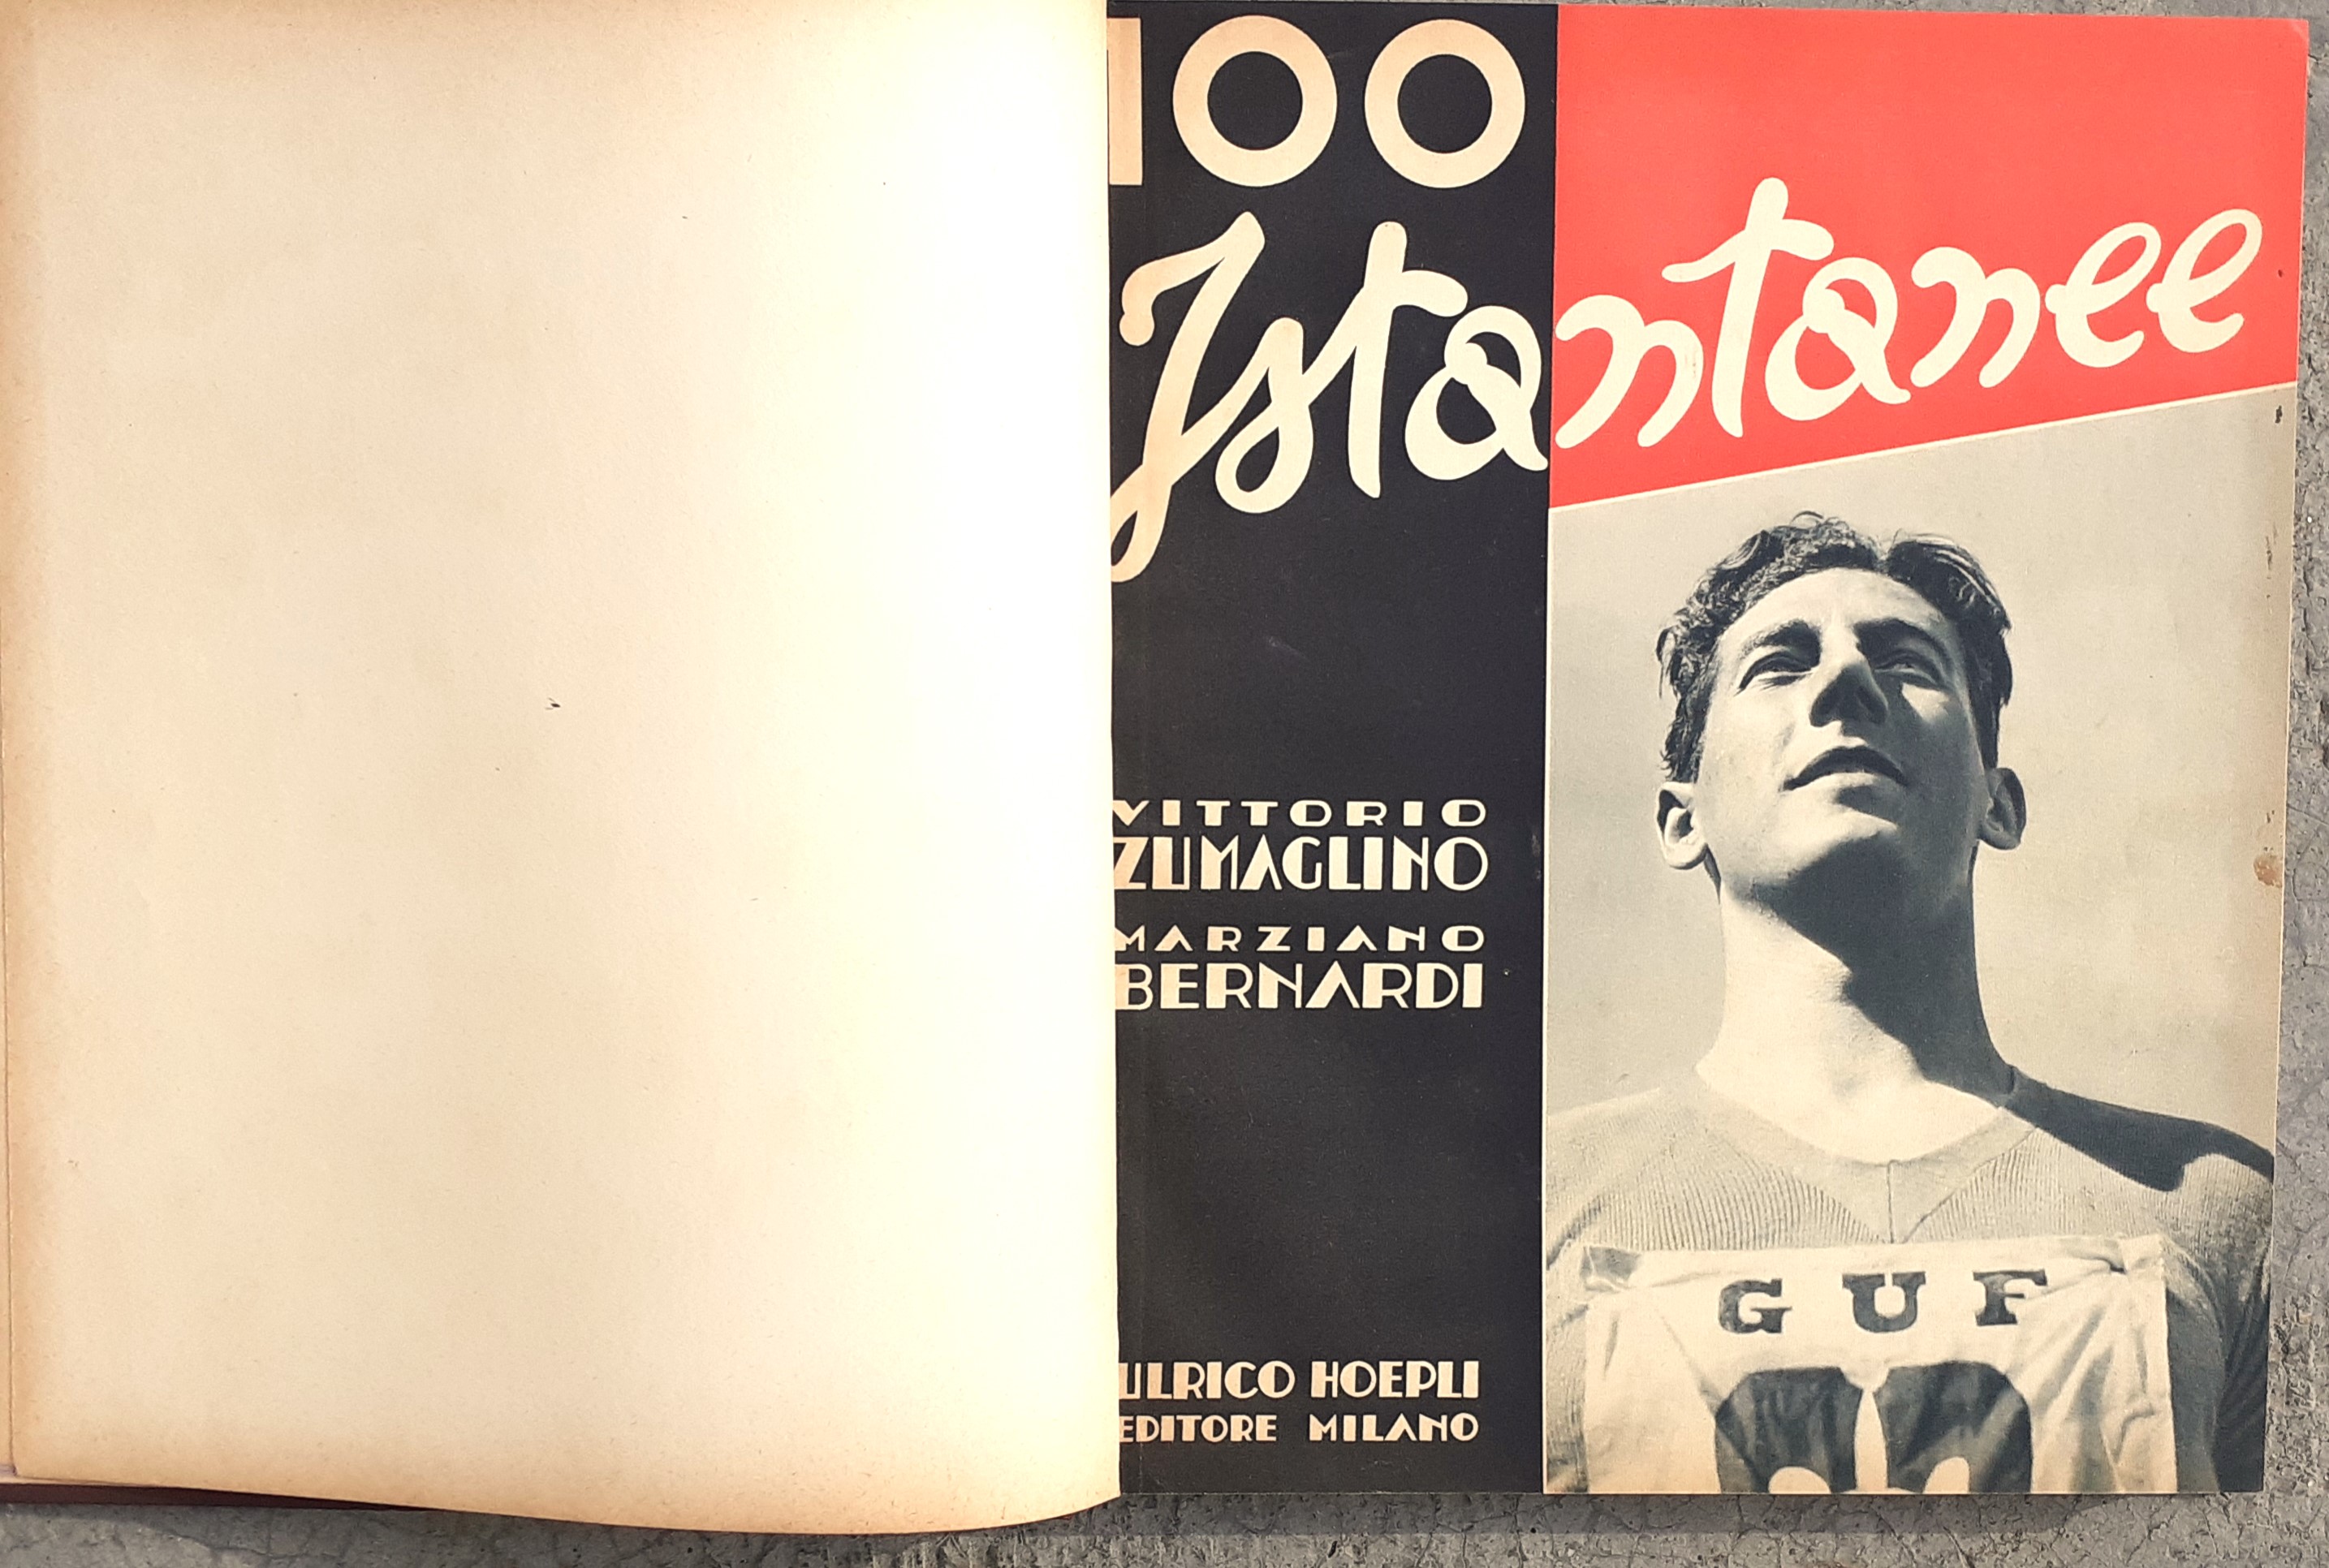 100
Istantanee
VITTORIO
ZUMAGLINO
MARZIANO
BERNARDI
ULRICO HOEPLI
EDITORE MILANO
GUF